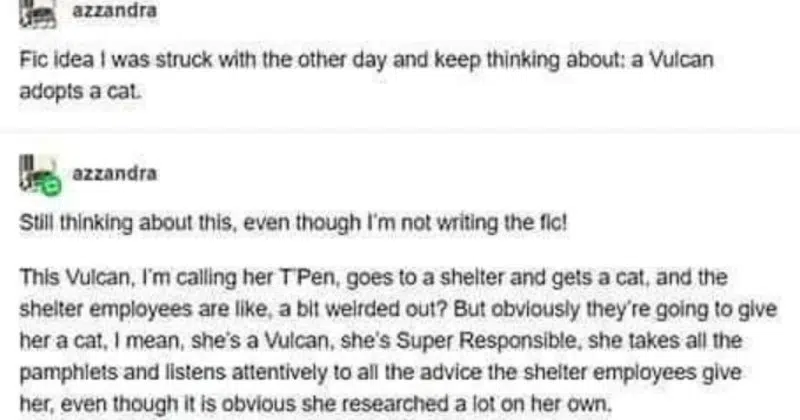 azzandra
Fic idea I was struck with the other day and keep thinking about: a Vulcan
adopts a cat.
azzandra
Still thinking about this, even though I'm not writing the fic!
This Vulcan, I'm calling her T'Pen, goes to a shelter and gets a cat, and the
shelter employees are like, a bit weirded out? But obviously they're going to give
her a cat, I mean, she's a Vulcan, she's Super Responsible, she takes all the
pamphlets and listens attentively to all the advice the shelter employees give
her, even though it is obvious she researched a lot on her own.